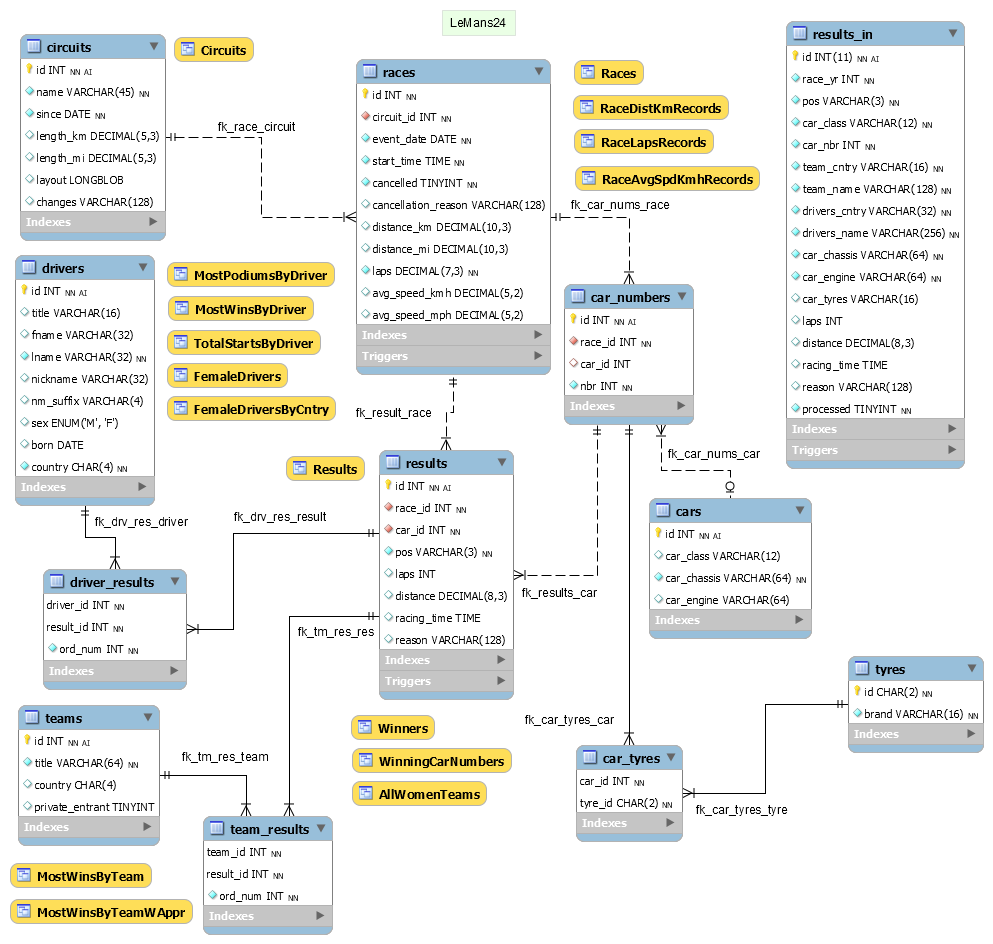 LeMans24
circuits
id INT NN AI
name VARCHAR(45) NN
since DATE NN
length_km DECIMAL(5,3)
length_mi DECIMAL(5,3)
layout LONGBLOB
changes VARCHAR(128)
Indexes
Circuits
fk_race_circuit
races
id INT NN
circuit_id INT NN
event_date DATE NN
start_time TIME NN
cancelled TINYINT NN
cancellation_reason VARCHAR(128)
distance_km DECIMAL(10,3)
distance_mi DECIMAL(10,3)
laps DECIMAL(7,3) NN
avg_speed_kmh DECIMAL(5,2)
avg_speed_mph DECIMAL(5,2)
Indexes
Triggers
Races
RaceDistKmRecords
RaceLapsRecords
RaceAvgSpdKmhRecords
fk_car_nums_race
results_in
id INT(11) NN AI
race_yr INT NN
pos VARCHAR(3) NN
car_class VARCHAR(12) NN
car_nbr INT NN
team_cntry VARCHAR(16) NN
team_name VARCHAR(128) NN
drivers_cntry VARCHAR(32) NN
drivers_name VARCHAR(256) NN
car_chassis VARCHAR(64) NN
car_engine VARCHAR(64) NN
car_tyres VARCHAR(16)
laps INT
distance DECIMAL(8,3)
racing_time TIME
reason VARCHAR(128)
processed TINYINT NN
Indexes
Triggers
drivers
id INT NN AI
title VARCHAR(16)
fname VARCHAR(32)
lname VARCHAR(32) NN
nickname VARCHAR(32)
nm_suffix VARCHAR(4)
sex ENUM('M', 'F')
born DATE
country CHAR(4) NN
Indexes
MostPodiumsByDriver
MostWinsByDriver
TotalStartsByDriver
FemaleDrivers
FemaleDriversByCntry
fk_result_race
car_numbers
id INT NN AI
race_id INT NN
car_id INT
nbr INT NN
Indexes
fk_car_nums_car
Results
results
id INT NN AI
race_id INT NN
car_id INT NN
pos VARCHAR(3) NN
laps INT
distance DECIMAL(8,3)
racing_time TIME
reason VARCHAR(128)
Indexes
Triggers
fk_results_car
cars
id INT NN AI
car_class VARCHAR(12)
car_chassis VARCHAR(64) NN
car_engine VARCHAR(64)
Indexes
fk_drv_res_driver
fk_drv_res_result
driver_results
driver_id INT NN
result_id INT NN
ord_num INT NN
Indexes
fk_tm_res_res
teams
id INT NN AI
title VARCHAR(64) NN
country CHAR(4)
private_entrant TINYINT
Indexes
fk_tm_res_team
Winners
WinningCarNumbers
AllWomenTeams
fk_car_tyres_car
car_tyres
car_id INT NN
tyre_id CHAR(2) NN
Indexes
fk_car_tyres_tyre
tyres
id CHAR(2) NN
brand VARCHAR(16) NN
Indexes
team_results
team_id INT NN
result_id INT NN
ord_num INT NN
Indexes
MostWinsByTeam
MostWinsByTeamWAppr